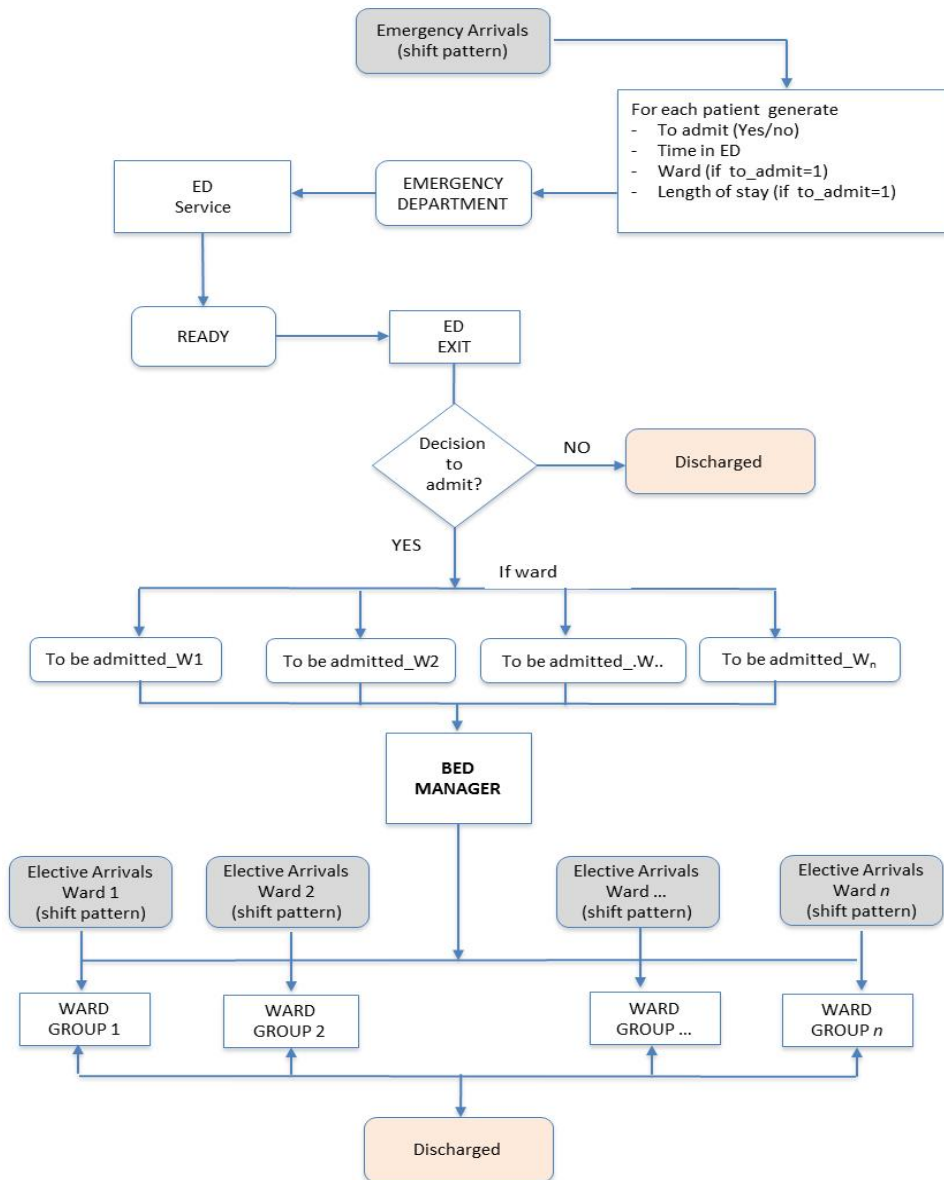 Emergency Arrivals
(shift pattern)
For each patient  generate
- To admit (Yes/no)
- Time in ED
- Ward (if to_admit=1)
- Length of stay (if to_admit=1)
EMERGENCY
DEPARTMENT
ED
Service
READY
ED
EXIT
Decision
to
admit?
NO
Discharged
YES
If ward
To be admitted_W1
To be admitted_W2
To be admitted_.W..
To be admitted_Wₙ
BED
MANAGER
Elective Arrivals
Ward 1
(shift pattern)
Elective Arrivals
Ward 2
(shift pattern)
Elective Arrivals
Ward ...
(shift pattern)
Elective Arrivals
Ward n
(shift pattern)
WARD
GROUP 1
WARD
GROUP 2
WARD
GROUP ...
WARD
GROUP n
Discharged